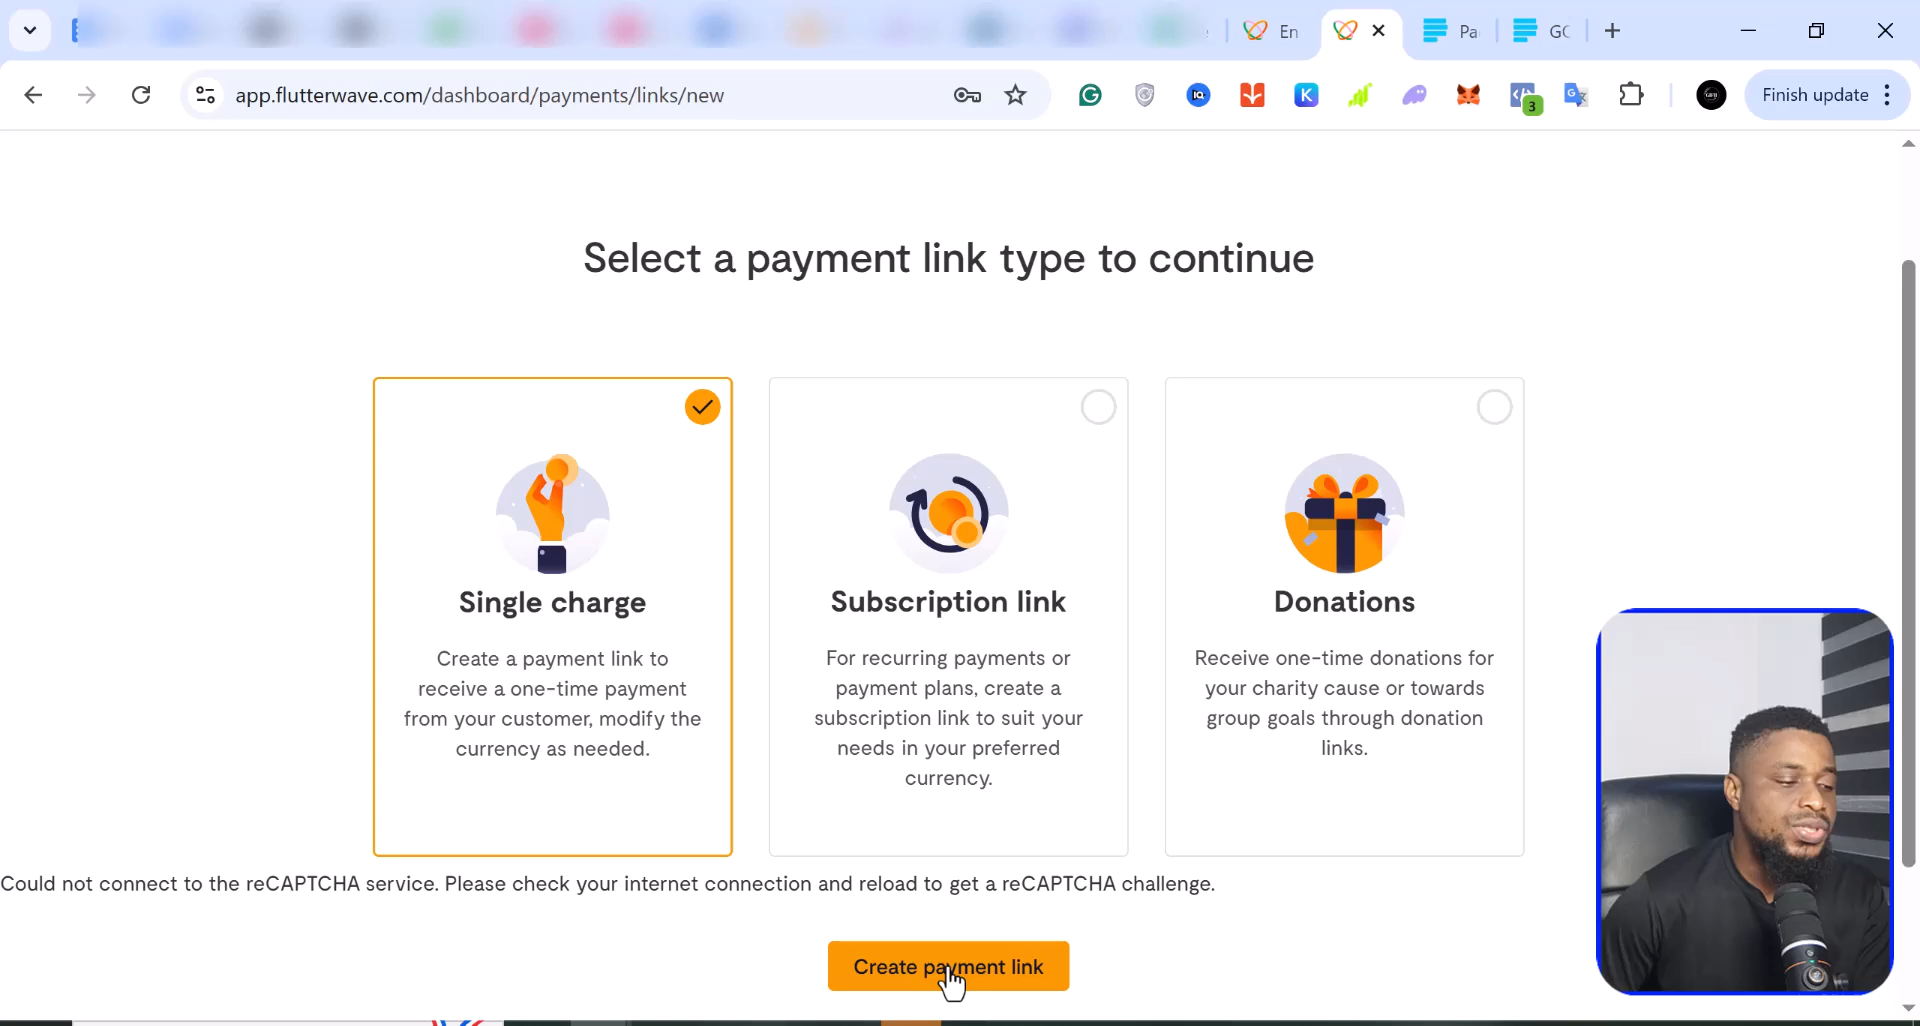 En
Pa
GC
app.flutterwave.com/dashboard/payments/links/new
3
Finish update
Select a payment link type to continue
Single charge
Create a payment link to
receive a one-time payment
from your customer, modify the
currency as needed.
Subscription link
For recurring payments or
payment plans, create a
subscription link to suit your
needs in your preferred
currency.
Donations
Receive one-time donations for
your charity cause or towards
group goals through donation
links.
Could not connect to the reCAPTCHA service. Please check your internet connection and reload to get a reCAPTCHA challenge.
Create payment link